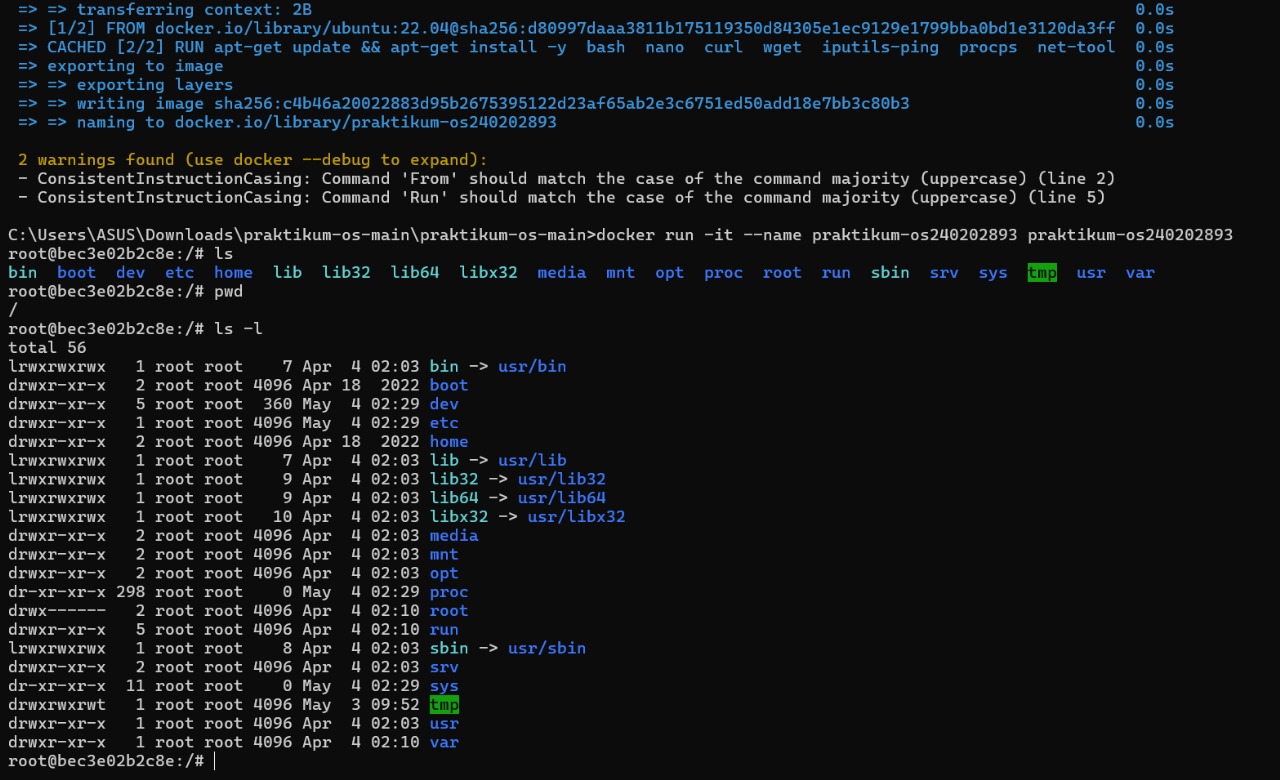 => => transferring context: 2B 0.0s
=> [1/2] FROM docker.io/library/ubuntu:22.04@sha256:d80997daaa3811b175119350d84305e1ec9129e1799bba0bd1e3120da3ff 0.0s
=> CACHED [2/2] RUN apt-get update && apt-get install -y  bash  nano  curl  wget  iputils-ping  procps  net-tool 0.0s
=> exporting to image 0.0s
=> => exporting layers 0.0s
=> => writing image sha256:c4b46a20022883d95b2675395122d23af65ab2e3c6751ed50add18e7bb3c80b3 0.0s
=> => naming to docker.io/library/praktikum-os240202893 0.0s
2 warnings found (use docker --debug to expand):
- ConsistentInstructionCasing: Command 'From' should match the case of the command majority (uppercase) (line 2)
- ConsistentInstructionCasing: Command 'Run' should match the case of the command majority (uppercase) (line 5)
C:\Users\ASUS\Downloads\praktikum-os-main\praktikum-os-main>docker run -it --name praktikum-os240202893 praktikum-os240202893
root@bec3e02b2c8e:/# ls
bin  boot  dev  etc  home  lib  lib32  lib64  libx32  media  mnt  opt  proc  root  run  sbin  srv  sys  tmp  usr  var
root@bec3e02b2c8e:/# pwd
/
root@bec3e02b2c8e:/# ls -l
total 56
lrwxrwxrwx   1 root root    7 Apr  4 02:03 bin -> usr/bin
drwxr-xr-x   2 root root 4096 Apr 18  2022 boot
drwxr-xr-x   5 root root  360 May  4 02:29 dev
drwxr-xr-x   1 root root 4096 May  4 02:29 etc
drwxr-xr-x   2 root root 4096 Apr 18  2022 home
lrwxrwxrwx   1 root root    7 Apr  4 02:03 lib -> usr/lib
lrwxrwxrwx   1 root root    9 Apr  4 02:03 lib32 -> usr/lib32
lrwxrwxrwx   1 root root    9 Apr  4 02:03 lib64 -> usr/lib64
lrwxrwxrwx   1 root root   10 Apr  4 02:03 libx32 -> usr/libx32
drwxr-xr-x   2 root root 4096 Apr  4 02:03 media
drwxr-xr-x   2 root root 4096 Apr  4 02:03 mnt
drwxr-xr-x   2 root root 4096 Apr  4 02:03 opt
dr-xr-xr-x 298 root root    0 May  4 02:29 proc
drwx------   2 root root 4096 Apr  4 02:10 root
drwxr-xr-x   5 root root 4096 Apr  4 02:10 run
lrwxrwxrwx   1 root root    8 Apr  4 02:03 sbin -> usr/sbin
drwxr-xr-x   2 root root 4096 Apr  4 02:03 srv
dr-xr-xr-x  11 root root    0 May  4 02:29 sys
drwxrwxrwt   1 root root 4096 May  3 09:52 tmp
drwxr-xr-x   1 root root 4096 Apr  4 02:03 usr
drwxr-xr-x   1 root root 4096 Apr  4 02:10 var
root@bec3e02b2c8e:/#